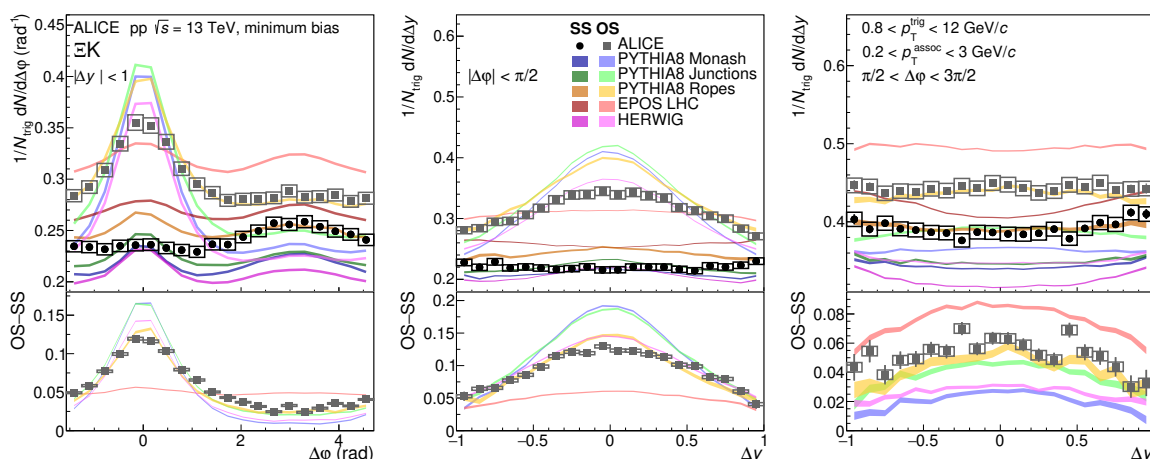 ALICE pp √s = 13 TeV, minimum bias
ΞK
|Δy| < 1
1/N_trig dN/dΔφ (rad⁻¹)
0.45
0.4
0.35
0.3
0.25
0.2
OS–SS
0.15
0.1
0.05
0
0 2 4
Δφ (rad)
|Δφ| < π/2
SS OS
ALICE
PYTHIA8 Monash
PYTHIA8 Junctions
PYTHIA8 Ropes
EPOS LHC
HERWIG
1/N_trig dN/dΔy
0.6
0.5
0.4
0.3
0.2
OS–SS
0.2
0.15
0.1
0.05
0
−1 −0.5 0 0.5 1
Δy
0.8 < p_T^trig < 12 GeV/c
0.2 < p_T^assoc < 3 GeV/c
π/2 < Δφ < 3π/2
1/N_trig dN/dΔy
0.6
0.5
0.4
OS–SS
0.08
0.06
0.04
0.02
0
−1 −0.5 0 0.5
Δy